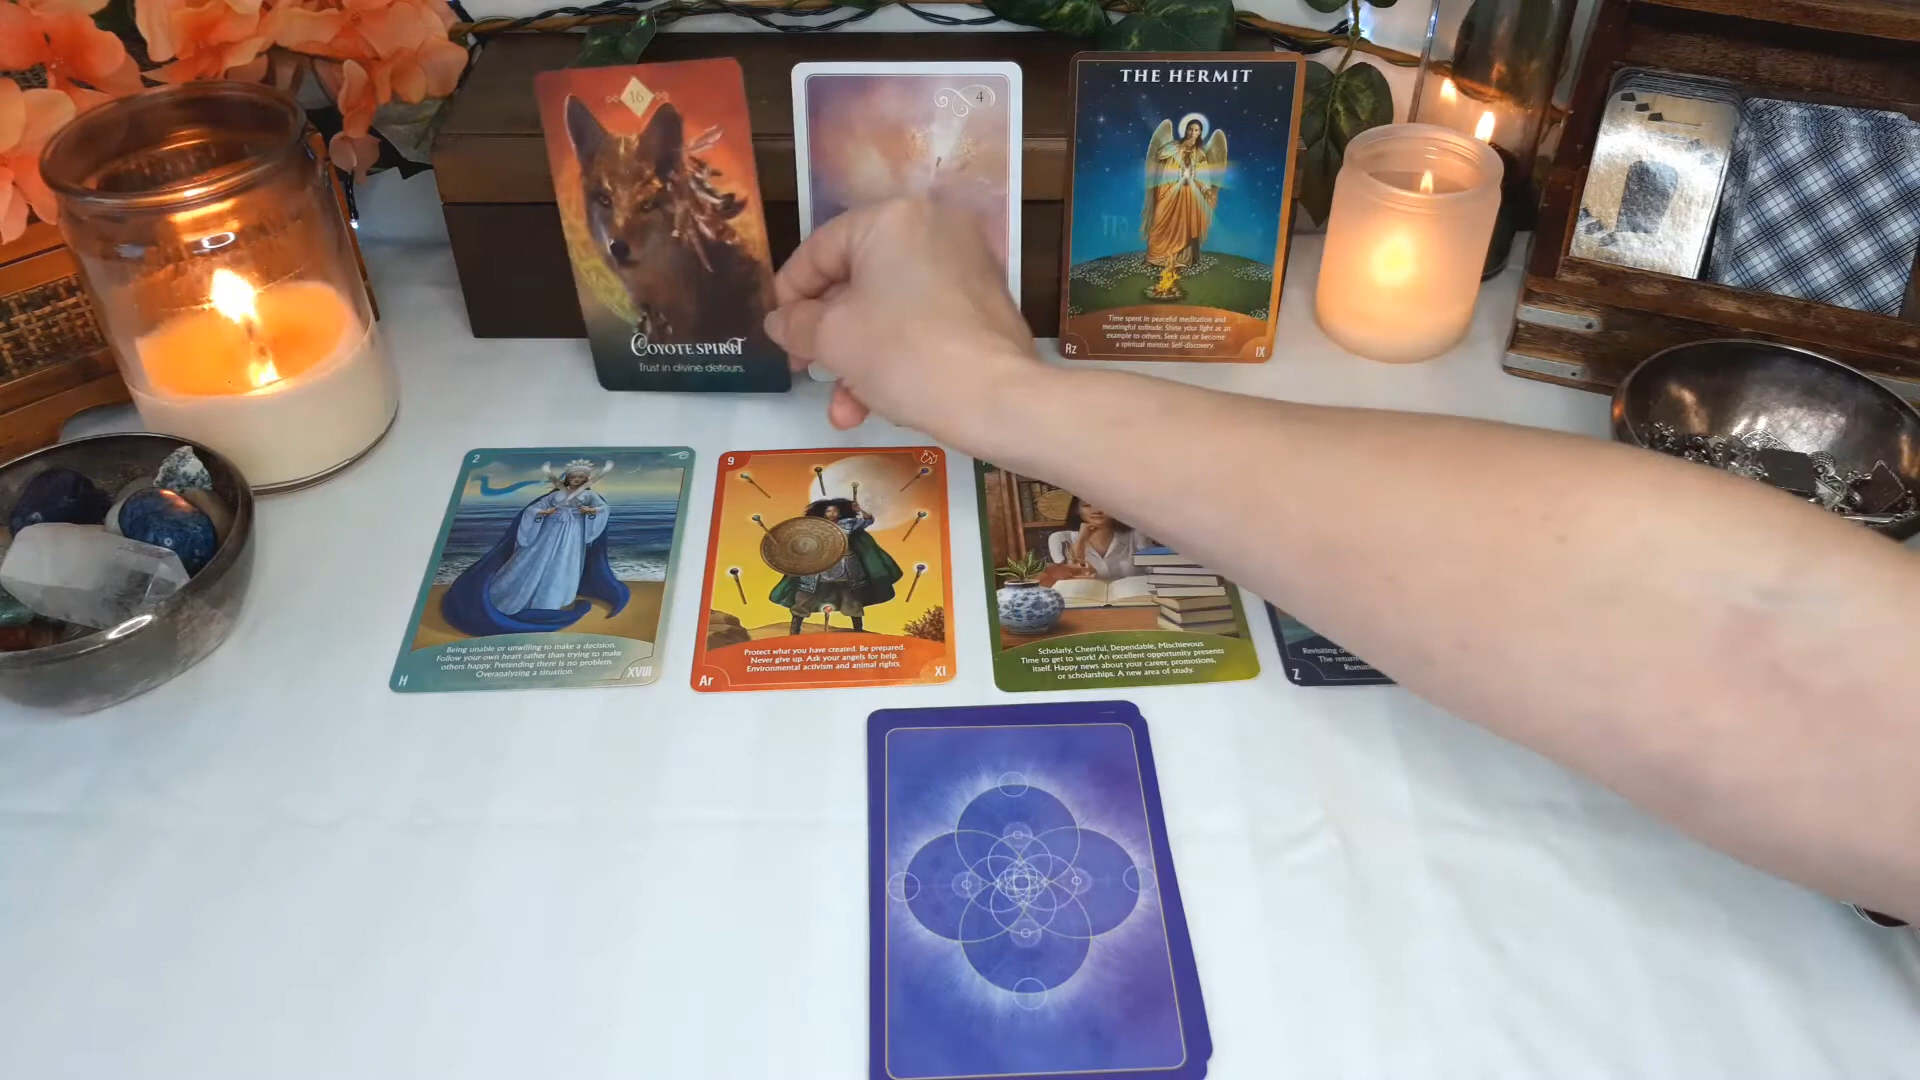 46
COYOTE SPIRIT
Trust in divine detours.
4
THE HERMIT
Time spent in peaceful meditation and
meaningful solitude. Shine your light as an
example to others. Seek out or become
a spiritual mentor. Self-discovery.
Rz
IX
2
Being unable or unwilling to make a decision.
Follow your own heart rather than trying to make
others happy. Pretending there is no problem.
Overanalyzing a situation.
H
XVIII
9
Protect what you have created. Be prepared.
Never give up. Ask your angels for help.
Environmental activism and animal rights.
Ar
XI
Scholarly, Cheerful, Dependable, Mischievous
Time to get to work! An excellent opportunity presents
itself. Happy news about your career, promotions,
or scholarships. A new area of study.
Revisiting
The return
Z